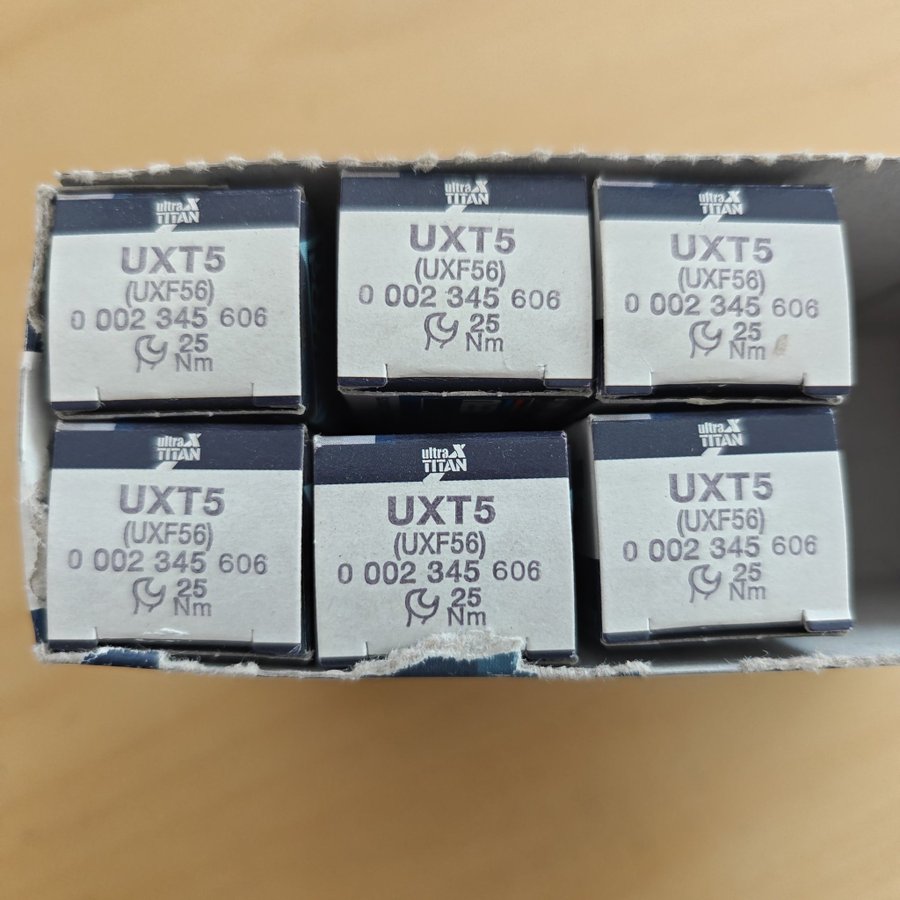 ultra X
TITAN
UXT5
(UXF56)
0 002 345 606
25
Nm
ultra X
TITAN
UXT5
(UXF56)
0 002 345 606
25
Nm
ultra X
TITAN
UXT5
(UXF56)
0 002 345 606
25
Nm
ultra X
TITAN
UXT5
(UXF56)
0 002 345 606
25
Nm
ultra X
TITAN
UXT5
(UXF56)
0 002 345 606
25
Nm
ultra X
TITAN
UXT5
(UXF56)
0 002 345 606
25
Nm